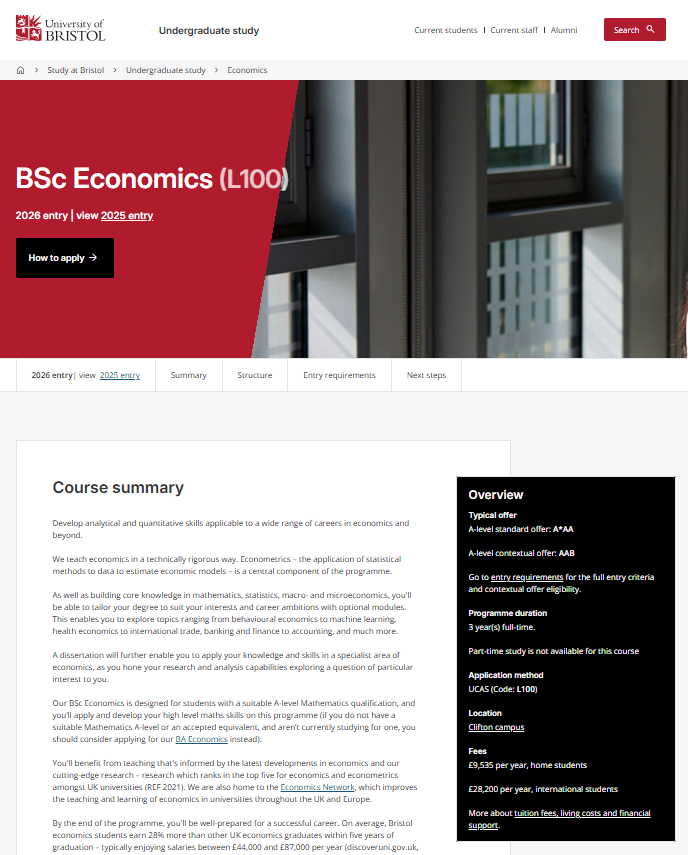 University of
BRISTOL
Undergraduate study
Current students | Current staff | Alumni
Search
Study at Bristol > Undergraduate study > Economics
BSc Economics (L100)
2026 entry | view 2025 entry
How to apply →
2026 entry| view 2025 entry
Summary
Structure
Entry requirements
Next steps
Course summary
Develop analytical and quantitative skills applicable to a wide range of careers in economics and
beyond.
We teach economics in a technically rigorous way. Econometrics – the application of statistical
methods to data to estimate economic models – is a central component of the programme.
As well as building core knowledge in mathematics, statistics, macro- and microeconomics, you'll
be able to tailor your degree to suit your interests and career ambitions with optional modules.
This enables you to explore topics ranging from behavioural economics to machine learning,
health economics to international trade, banking and finance to accounting, and much more.
A dissertation will further enable you to apply your knowledge and skills in a specialist area of
economics, as you hone your research and analysis capabilities exploring a question of particular
interest to you.
Our BSc Economics is designed for students with a suitable A-level Mathematics qualification, and
you'll apply and develop your high level maths skills on this programme (if you do not have a
suitable Mathematics A-level or an accepted equivalent, and aren't currently studying for one, you
should consider applying for our BA Economics instead).
You'll benefit from teaching that's informed by the latest developments in economics and our
cutting-edge research – research which ranks in the top five for economics and econometrics
amongst UK universities (REF 2021). We are also home to the Economics Network, which improves
the teaching and learning of economics in universities throughout the UK and Europe.
By the end of the programme, you'll be well-prepared for a successful career. On average, Bristol
economics students earn 28% more than other UK economics graduates within five years of
graduation – typically enjoying salaries between £44,000 and £87,000 per year (discoveruni.gov.uk,
Overview
Typical offer
A-level standard offer: A*AA
A-level contextual offer: AAB
Go to entry requirements for the full entry criteria
and contextual offer eligibility.
Programme duration
3 year(s) full-time.
Part-time study is not available for this course
Application method
UCAS (Code: L100)
Location
Clifton campus
Fees
£9,535 per year, home students
£28,200 per year, international students
More about tuition fees, living costs and financial
support.